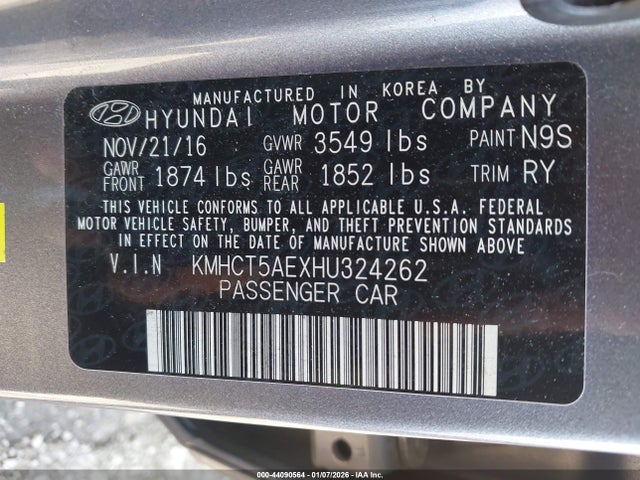 MANUFACTURED IN KOREA BY
HYUNDAI MOTOR COMPANY
NOV/21/16 GVWR 3549 lbs PAINT N9S
GAWR FRONT 1874 lbs GAWR REAR 1852 lbs TRIM RY
THIS VEHICLE CONFORMS TO ALL APPLICABLE U.S.A. FEDERAL
MOTOR VEHICLE SAFETY, BUMPER, AND THEFT PREVENTION STANDARDS
IN EFFECT ON THE DATE OF MANUFACTURE SHOWN ABOVE.
V.I.N KMHCT5AEXHU324262
PASSENGER CAR
000-44090564 | 01/07/2026 | IAA Inc.